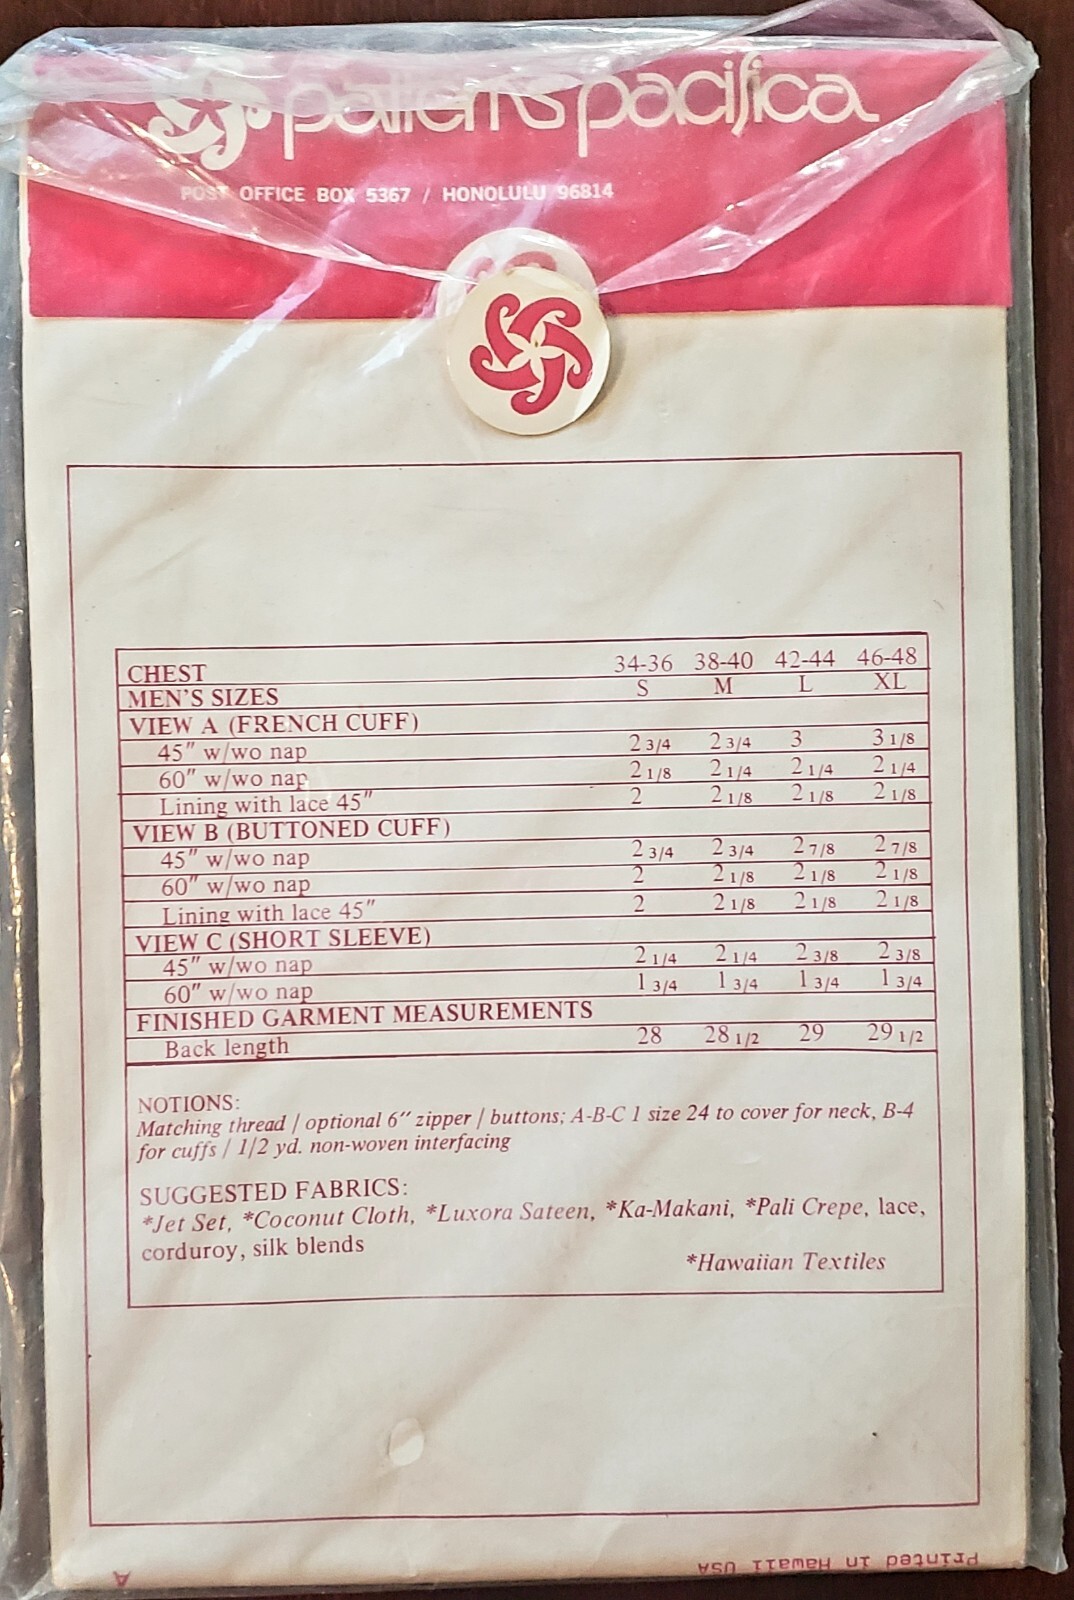 patterns pacifica
POST OFFICE BOX 5367 / HONOLULU 96814
CHEST 34-36 38-40 42-44 46-48
MEN'S SIZES S M L XL
VIEW A (FRENCH CUFF)
45" w/wo nap 2 3/4 2 3/4 3 3 1/8
60" w/wo nap 2 1/8 2 1/4 2 1/4 2 1/4
Lining with lace 45" 2 2 1/8 2 1/8 2 1/8
VIEW B (BUTTONED CUFF)
45" w/wo nap 2 3/4 2 3/4 2 7/8 2 7/8
60" w/wo nap 2 2 1/8 2 1/8 2 1/8
Lining with lace 45" 2 2 1/8 2 1/8 2 1/8
VIEW C (SHORT SLEEVE)
45" w/wo nap 2 1/4 2 1/4 2 3/8 2 3/8
60" w/wo nap 1 3/4 1 3/4 1 3/4 1 3/4
FINISHED GARMENT MEASUREMENTS
Back length 28 28 1/2 29 29 1/2
NOTIONS:
Matching thread / optional 6" zipper / buttons; A-B-C 1 size 24 to cover for neck, B-4
for cuffs / 1/2 yd. non-woven interfacing
SUGGESTED FABRICS:
*Jet Set, *Coconut Cloth, *Luxora Sateen, *Ka-Makani, *Pali Crepe, lace,
corduroy, silk blends
*Hawaiian Textiles
A
Printed in Hawaii USA